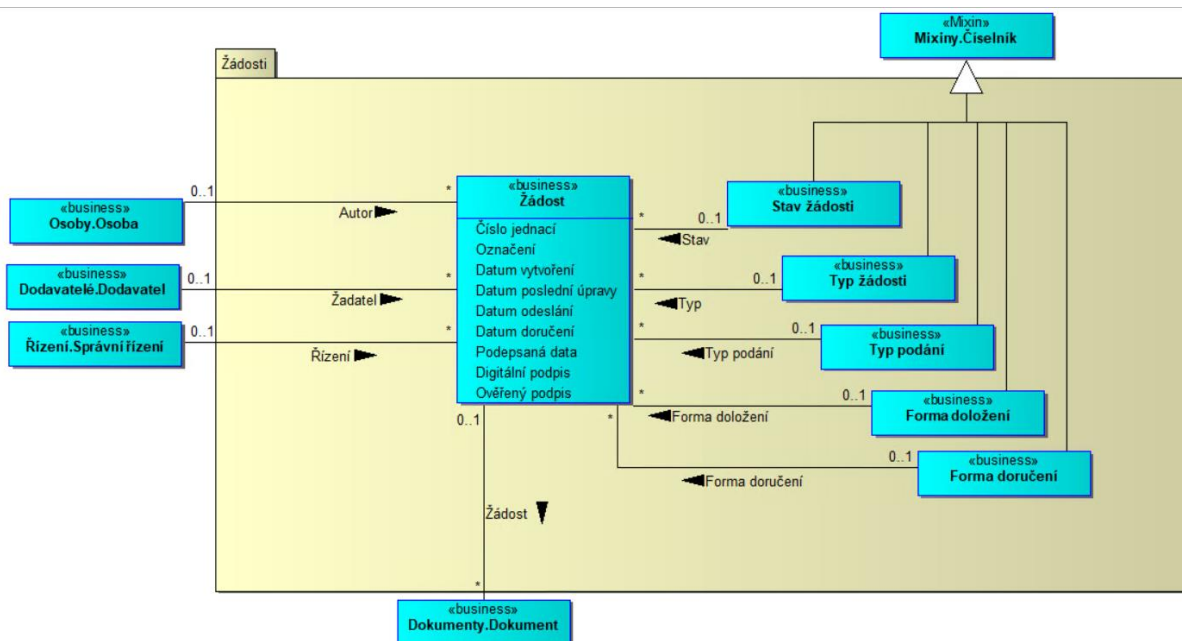 «Mixin»
Mixiny.Číselník
Žádosti
0..1
*
«business»
Osoby.Osoba
Autor
«business»
Žádost
Číslo jednací
Označení
Datum vytvoření
Datum poslední úpravy
Datum odeslání
Datum doručení
Podepsaná data
Digitální podpis
Ověřený podpis
*
0..1
Stav
«business»
Stav žádosti
«business»
Dodavatelé.Dodavatel
0..1
*
Žadatel
*
0..1
Typ
«business»
Typ žádosti
«business»
Řízení.Správní řízení
0..1
*
Řízení
*
0..1
Typ podání
«business»
Typ podání
*
0..1
Forma doložení
«business»
Forma doložení
*
0..1
Forma doručení
«business»
Forma doručení
0..1
Žádost
*
«business»
Dokumenty.Dokument